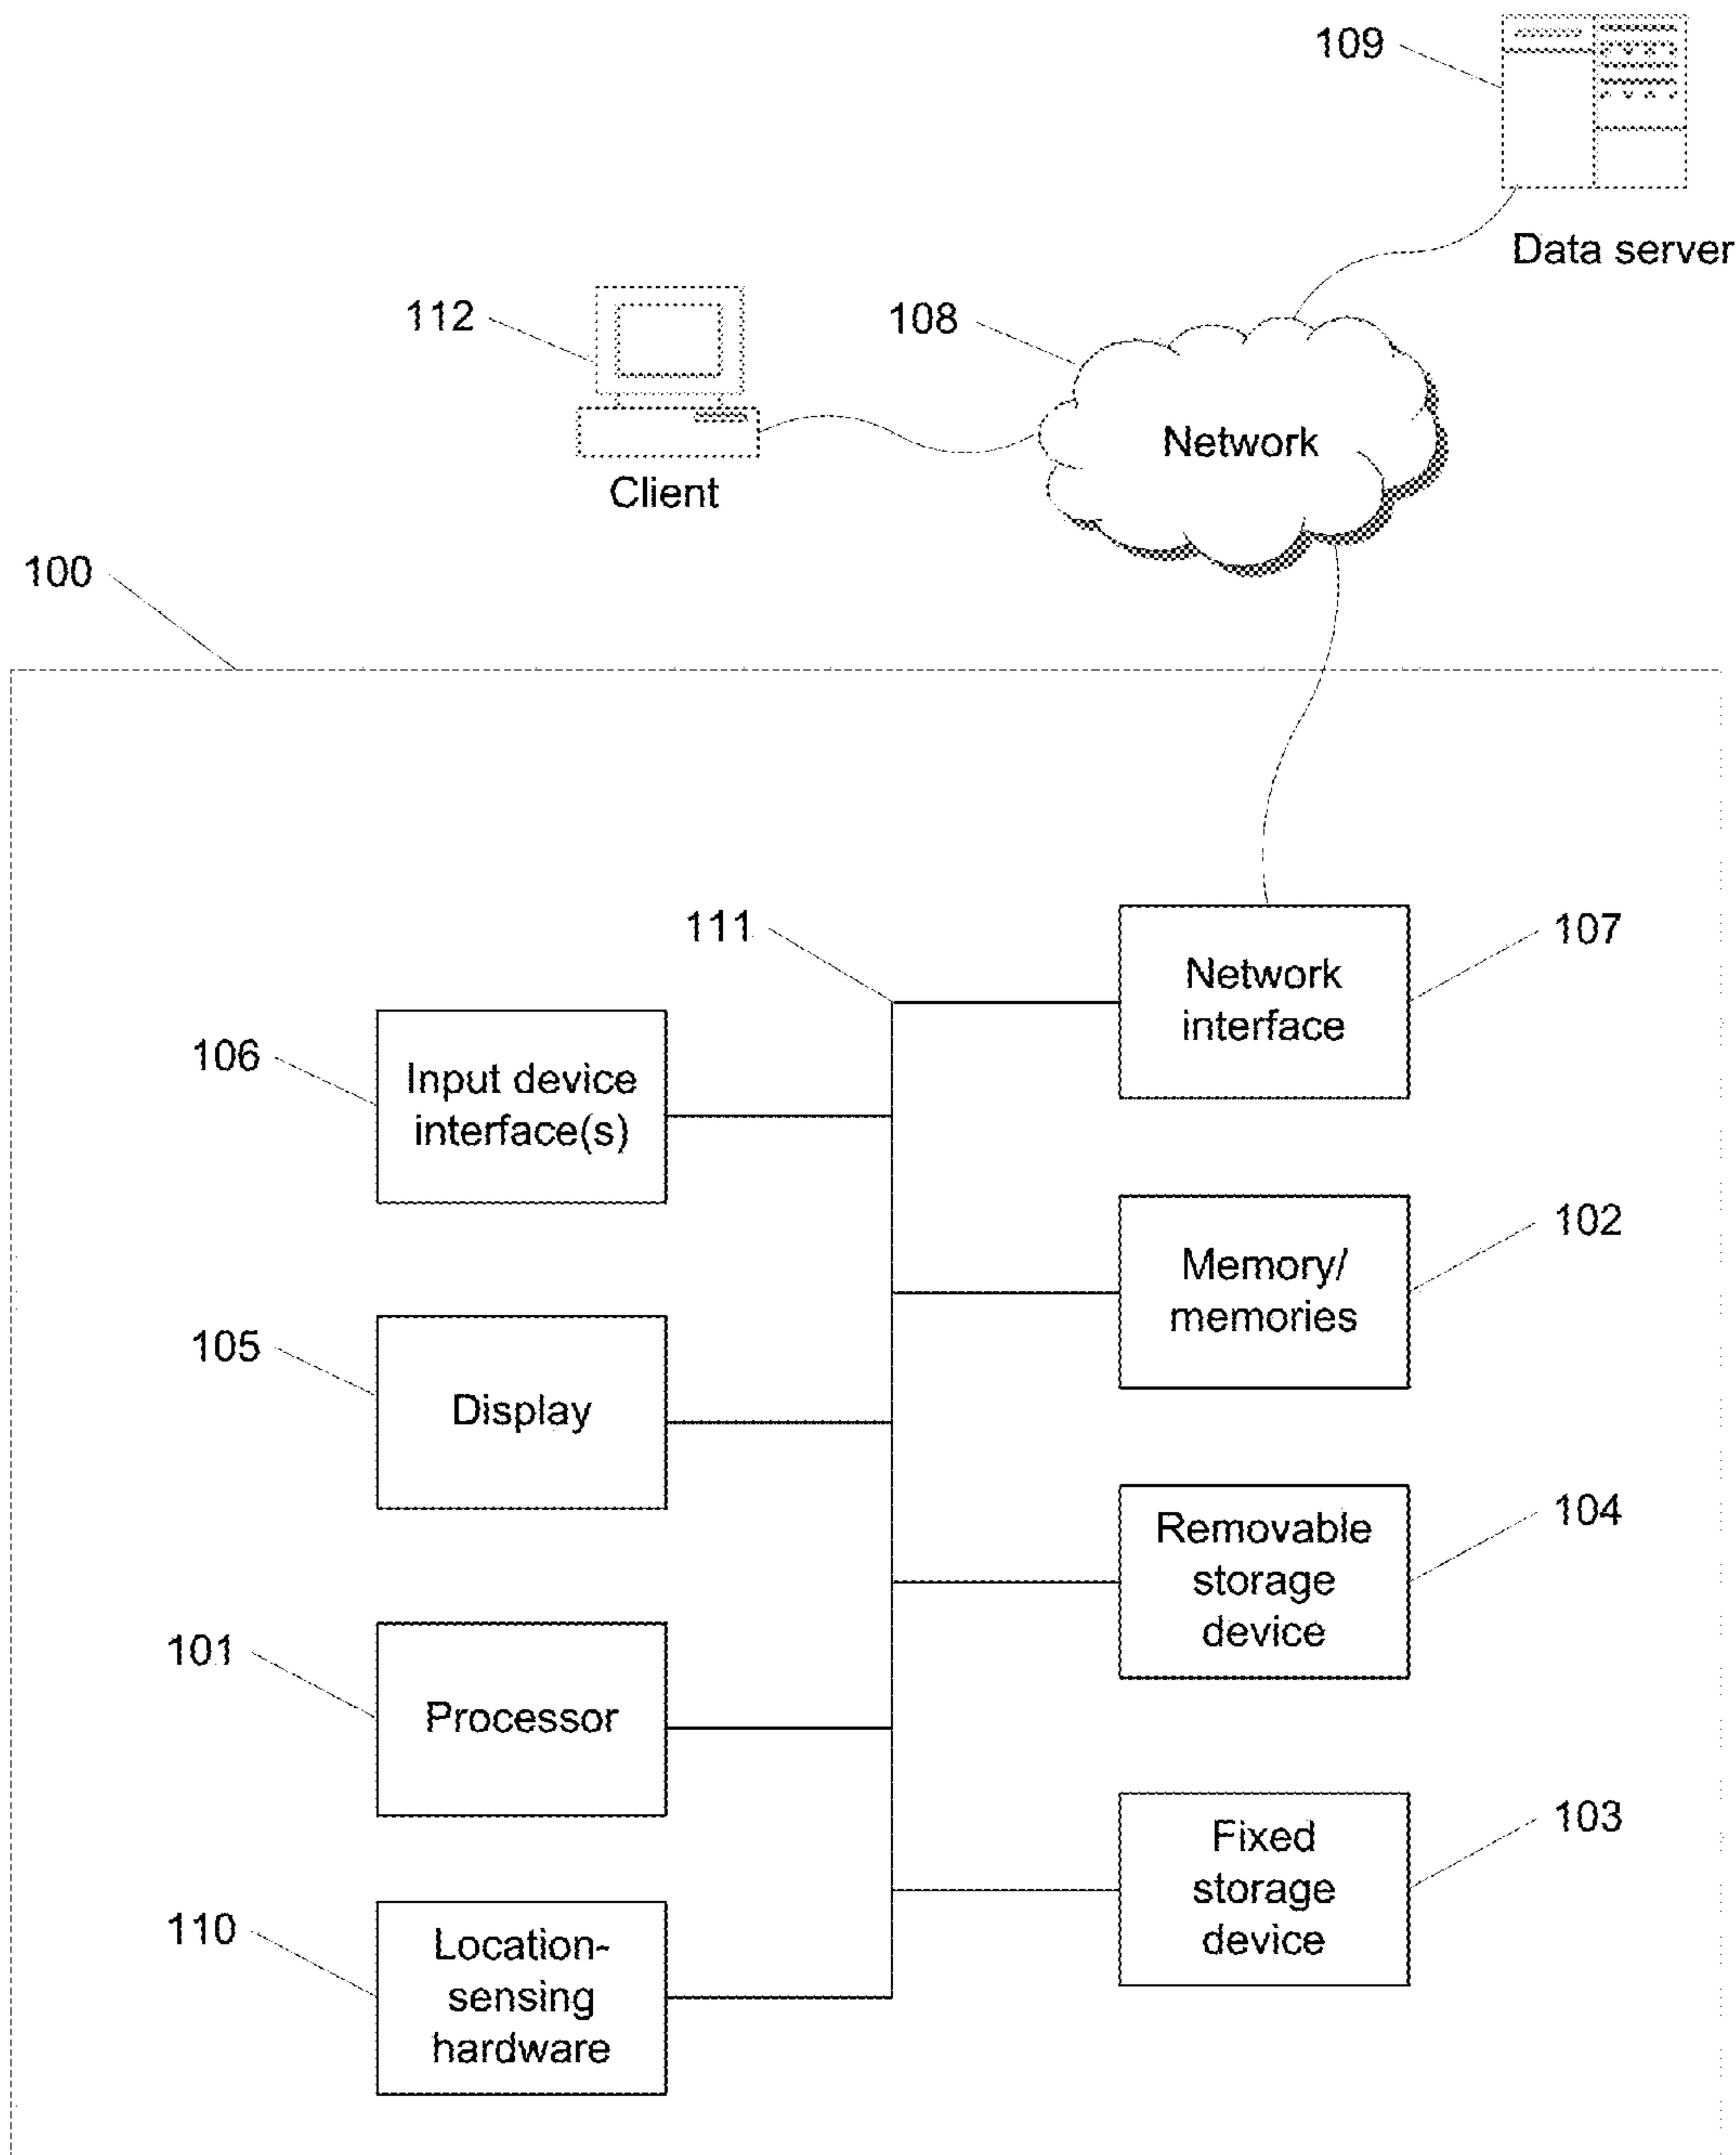 109
Data server
112
108
Network
Client
100
111
107
Network
interface
106
Input device
interface(s)
102
Memory/
memories
105
Display
104
Removable
storage
device
101
Processor
103
Fixed
storage
device
110
Location-
sensing
hardware